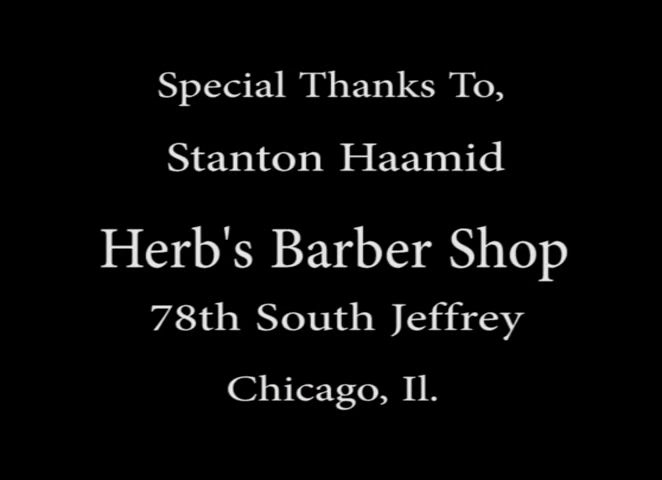 Special Thanks To,
Stanton Haamid
Herb's Barber Shop
78th South Jeffrey
Chicago, Il.